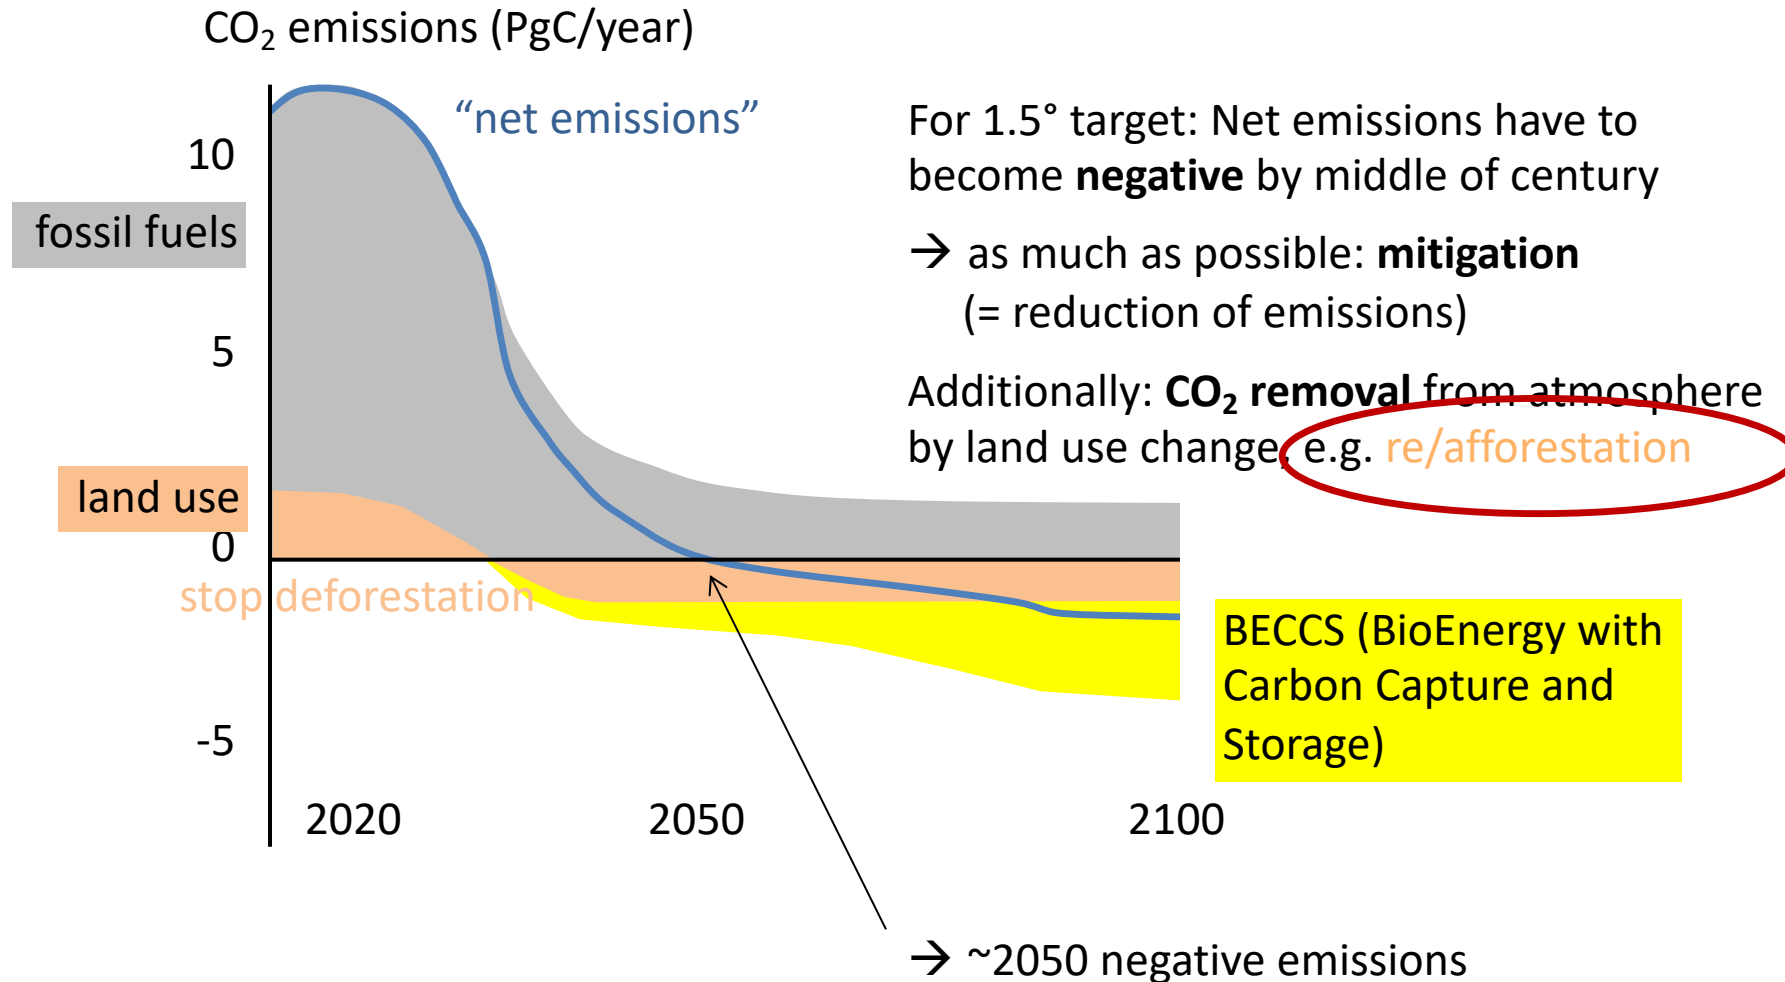 CO₂ emissions (PgC/year)
"net emissions"
10
fossil fuels
5
land use
0
stop deforestation
-5
2020 2050 2100
For 1.5° target: Net emissions have to
become negative by middle of century
→ as much as possible: mitigation
(= reduction of emissions)
Additionally: CO₂ removal from atmosphere
by land use change, e.g. re/afforestation
BECCS (BioEnergy with
Carbon Capture and
Storage)
→ ~2050 negative emissions